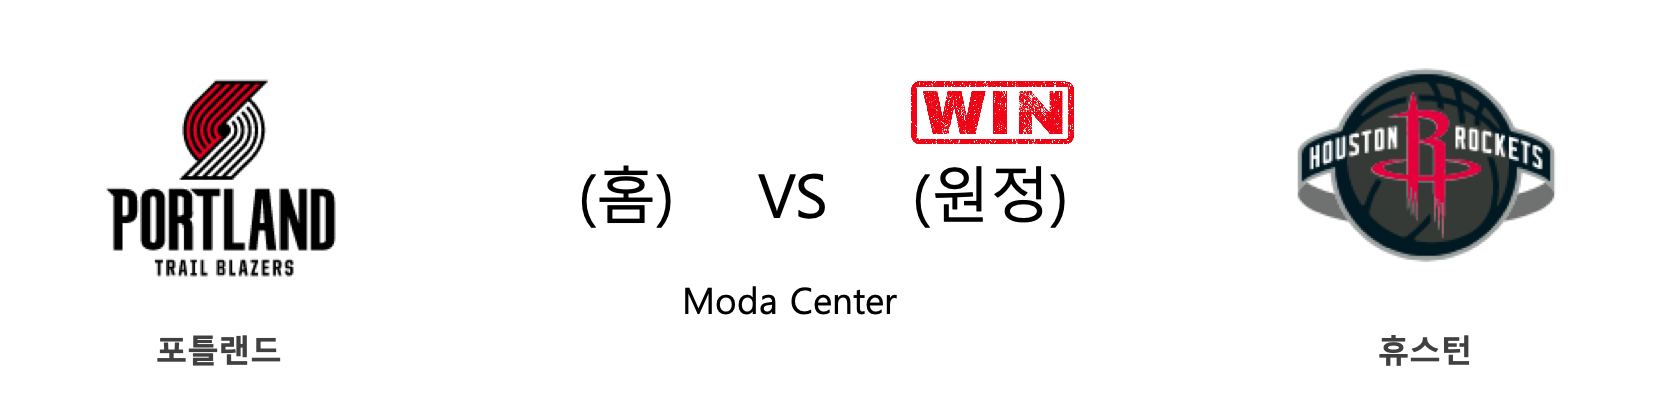 WIN
PORTLAND
TRAIL BLAZERS
(홈) VS (원정)
HOUSTON ROCKETS
Moda Center
포틀랜드 휴스턴